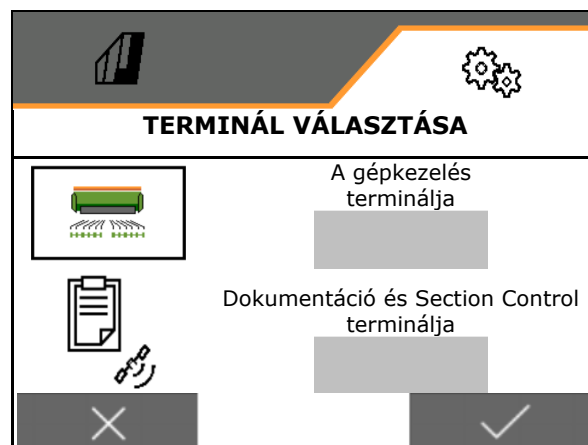 TERMINÁL VÁLASZTÁSA
A gépkezelés
terminálja
Dokumentáció és Section Control
terminálja